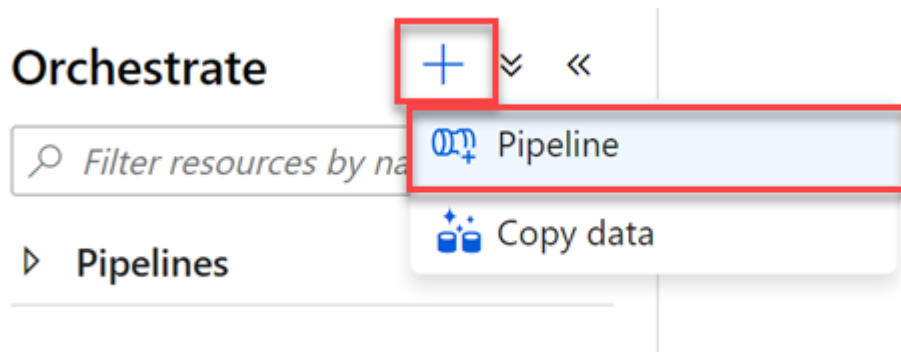 Orchestrate
Pipeline
Filter resources by na
Copy data
Pipelines